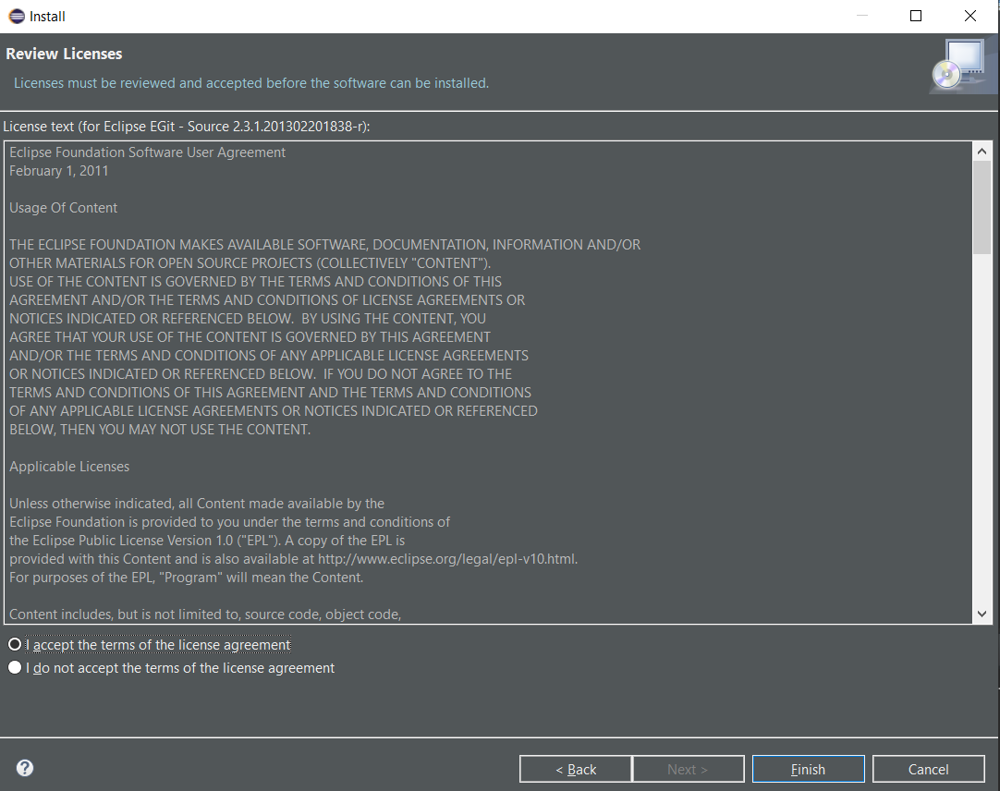 Install
Review Licenses
Licenses must be reviewed and accepted before the software can be installed.
License text (for Eclipse EGit - Source 2.3.1.201302201838-r):
Eclipse Foundation Software User Agreement
February 1, 2011
Usage Of Content
THE ECLIPSE FOUNDATION MAKES AVAILABLE SOFTWARE, DOCUMENTATION, INFORMATION AND/OR
OTHER MATERIALS FOR OPEN SOURCE PROJECTS (COLLECTIVELY "CONTENT").
USE OF THE CONTENT IS GOVERNED BY THE TERMS AND CONDITIONS OF THIS
AGREEMENT AND/OR THE TERMS AND CONDITIONS OF LICENSE AGREEMENTS OR
NOTICES INDICATED OR REFERENCED BELOW.  BY USING THE CONTENT, YOU
AGREE THAT YOUR USE OF THE CONTENT IS GOVERNED BY THIS AGREEMENT
AND/OR THE TERMS AND CONDITIONS OF ANY APPLICABLE LICENSE AGREEMENTS
OR NOTICES INDICATED OR REFERENCED BELOW.  IF YOU DO NOT AGREE TO THE
TERMS AND CONDITIONS OF THIS AGREEMENT AND THE TERMS AND CONDITIONS
OF ANY APPLICABLE LICENSE AGREEMENTS OR NOTICES INDICATED OR REFERENCED
BELOW, THEN YOU MAY NOT USE THE CONTENT.
Applicable Licenses
Unless otherwise indicated, all Content made available by the
Eclipse Foundation is provided to you under the terms and conditions of
the Eclipse Public License Version 1.0 ("EPL"). A copy of the EPL is
provided with this Content and is also available at http://www.eclipse.org/legal/epl-v10.html.
For purposes of the EPL, "Program" will mean the Content.
Content includes, but is not limited to, source code, object code,
I accept the terms of the license agreement
I do not accept the terms of the license agreement
?
< Back
Next >
Finish
Cancel